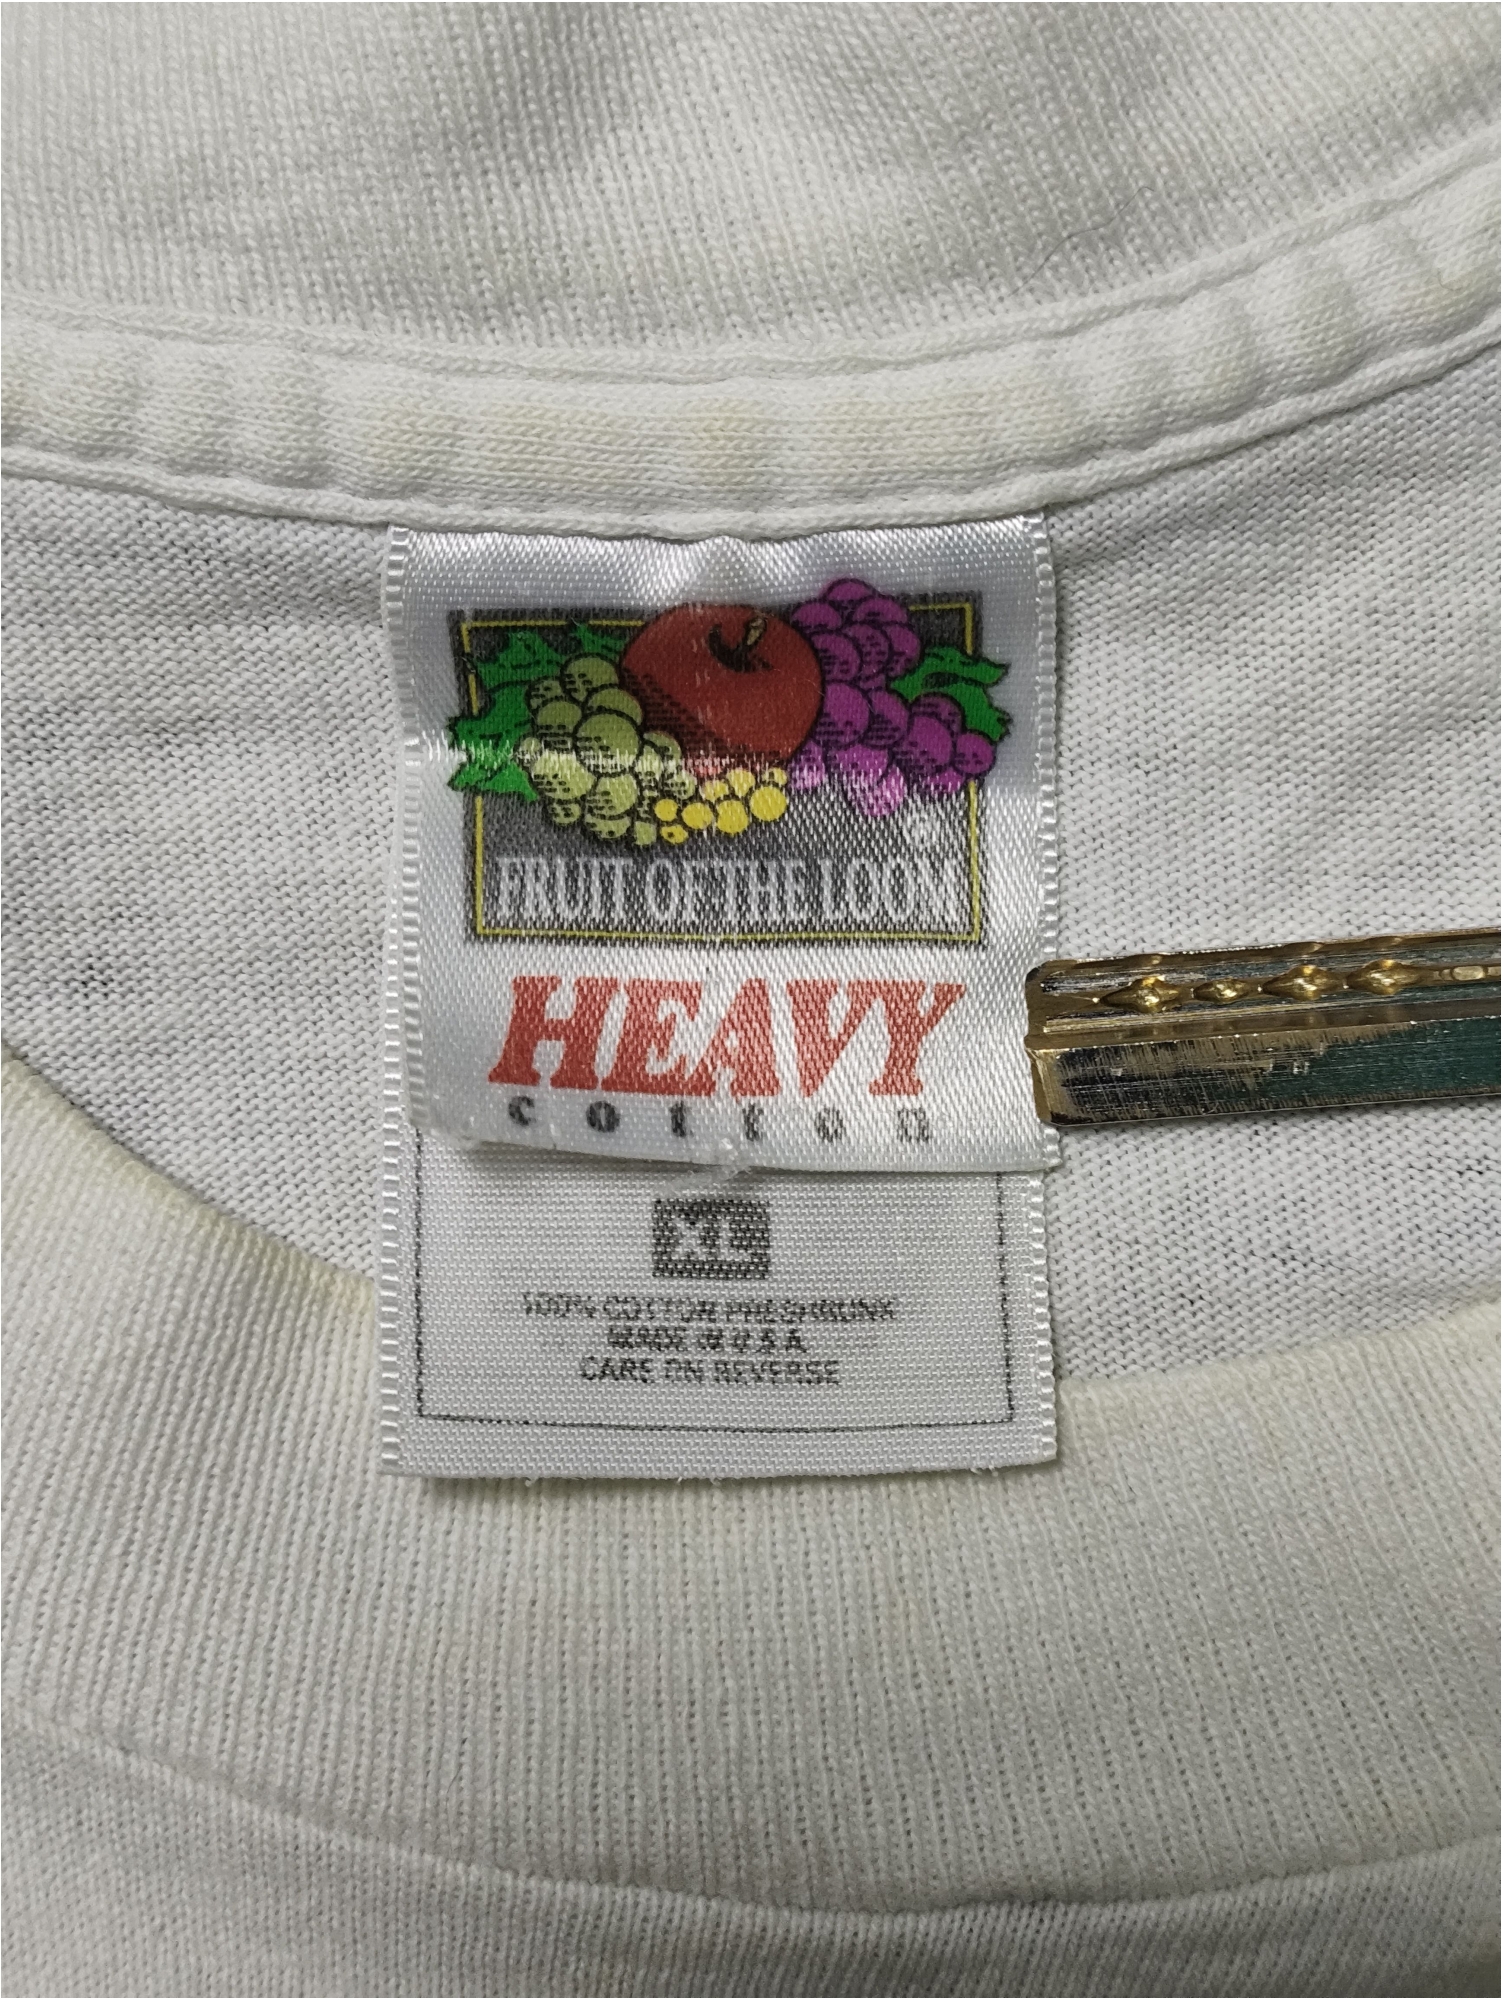 FRUIT OF THE LOOM
®
HEAVY
cotton
XL
100% COTTON PRESHRUNK
MADE IN U S A
CARE ON REVERSE